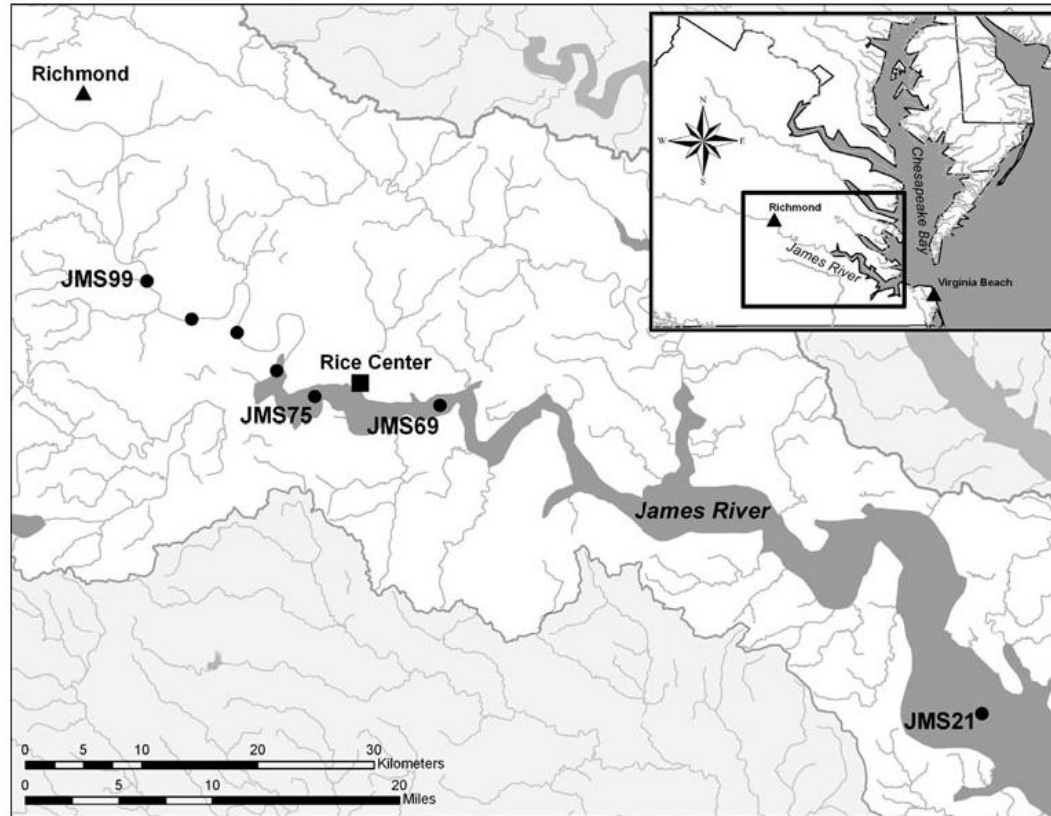 Richmond
JMS99
Rice Center
JMS75
JMS69
James River
JMS21
0 5 10 20 30
Kilometers
0 5 10 20
Miles
N
W E
S
Chesapeake Bay
Richmond
James River
Virginia Beach